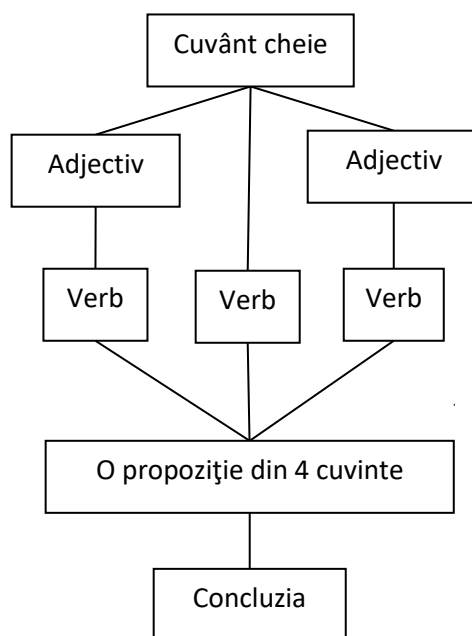 Cuvânt cheie
Adjectiv
Adjectiv
Verb
Verb
Verb
O propoziţie din 4 cuvinte
Concluzia